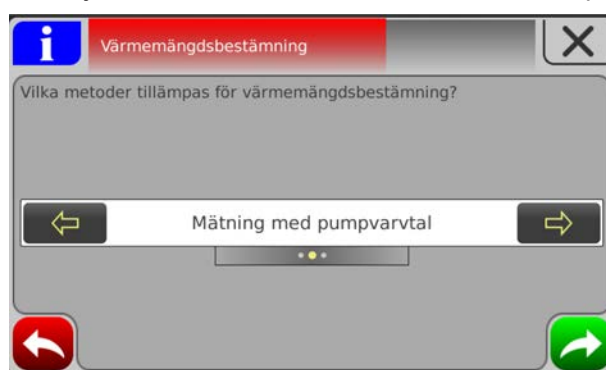 i
Värmemängdsbestämning
Vilka metoder tillämpas för värmemängdsbestämning?
Mätning med pumpvarvtal